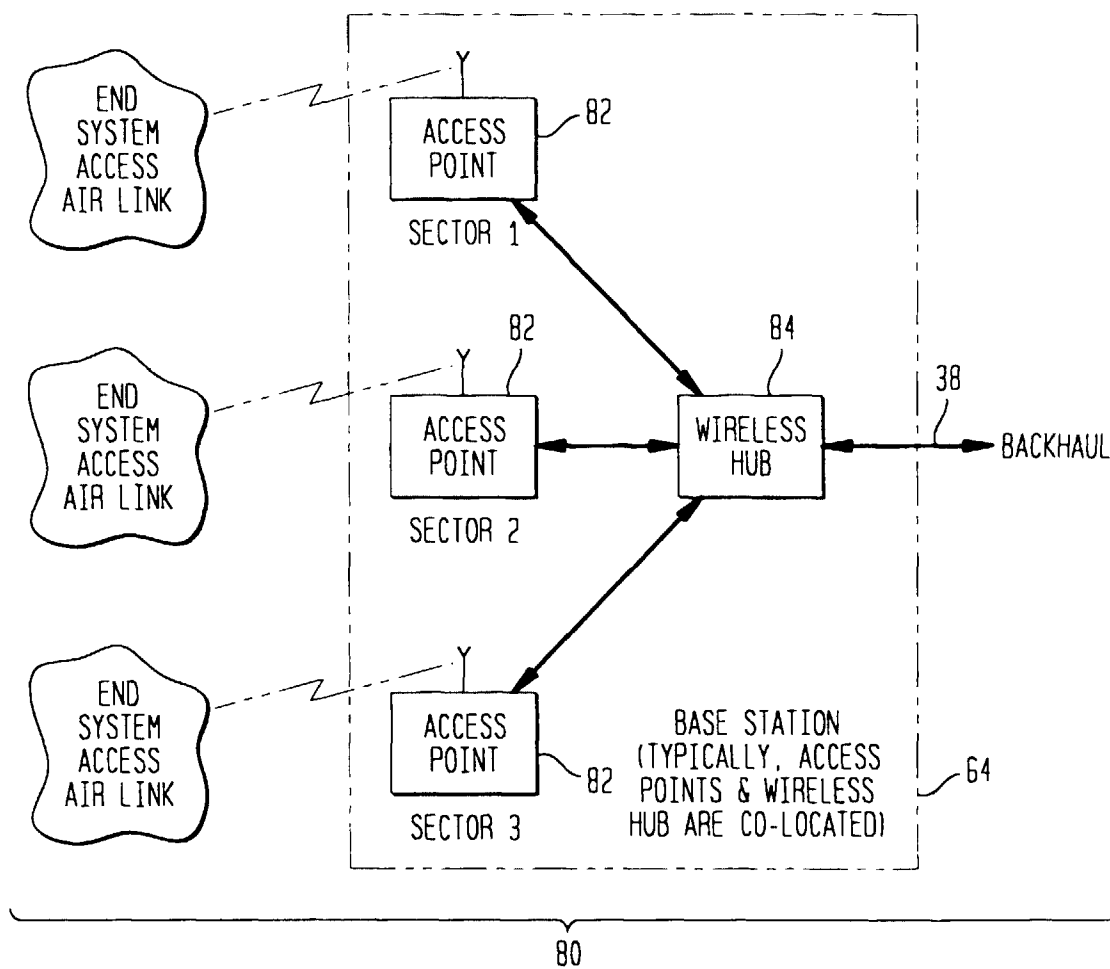 END
SYSTEM
ACCESS
AIR LINK
ACCESS
POINT
82
SECTOR 1
END
SYSTEM
ACCESS
AIR LINK
ACCESS
POINT
82
SECTOR 2
WIRELESS
HUB
84
38
BACKHAUL
END
SYSTEM
ACCESS
AIR LINK
ACCESS
POINT
82
SECTOR 3
BASE STATION
(TYPICALLY, ACCESS
POINTS & WIRELESS
HUB ARE CO-LOCATED)
64
80